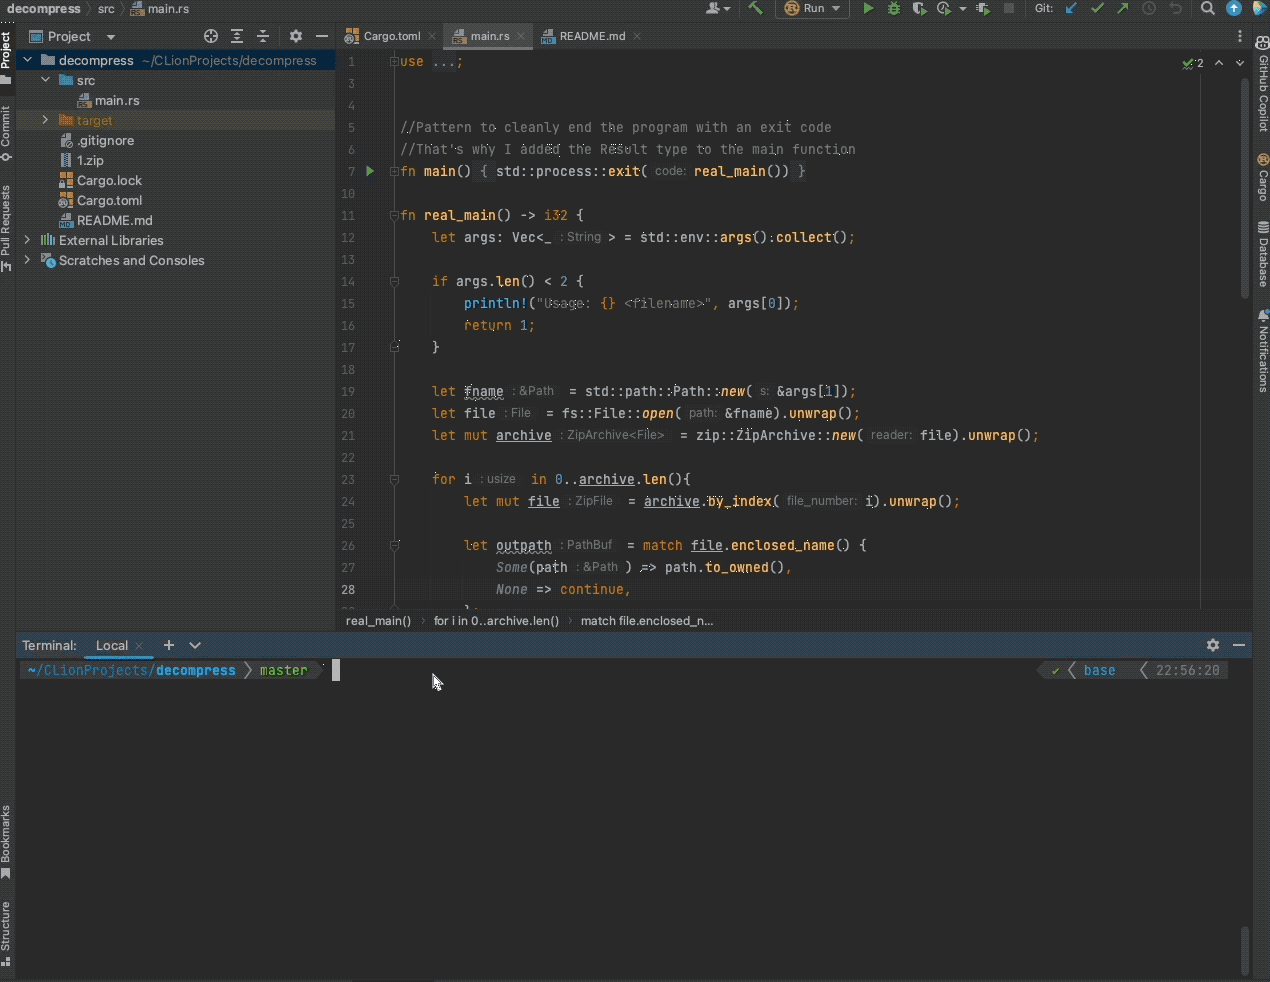 decompress src main.rs
Run Git:
Project
Cargo.toml main.rs README.md
decompress ~/CLionProjects/decompress
src
main.rs
target
.gitignore
1.zip
Cargo.lock
Cargo.toml
README.md
External Libraries
Scratches and Consoles
Project
Commit
Pull Requests
Bookmarks
Structure
2
1 use ...;
3
4
5 //Pattern to cleanly end the program with an exit code
6 //That's why I added the Result type to the main function
7 fn main() { std::process::exit( code: real_main()) }
10
11 fn real_main() -> i32 {
12 let args: Vec<_ : String > = std::env::args().collect();
13
14 if args.len() < 2 {
15 println!("Usage: {} <filename>", args[0]);
16 return 1;
17 }
18
19 let fname : &Path = std::path::Path::new( s: &args[1]);
20 let file : File = fs::File::open( path: &fname).unwrap();
21 let mut archive : ZipArchive<File> = zip::ZipArchive::new( reader: file).unwrap();
22
23 for i : usize in 0..archive.len(){
24 let mut file : ZipFile = archive.by_index( file_number: i).unwrap();
25
26 let outpath : PathBuf = match file.enclosed_name() {
27 Some(path : &Path ) => path.to_owned(),
28 None => continue,
real_main() for i in 0..archive.len() match file.enclosed_n...
GitHub Copilot
Cargo
Database
Notifications
Terminal: Local
~/CLionProjects/decompress master
base 22:56:20